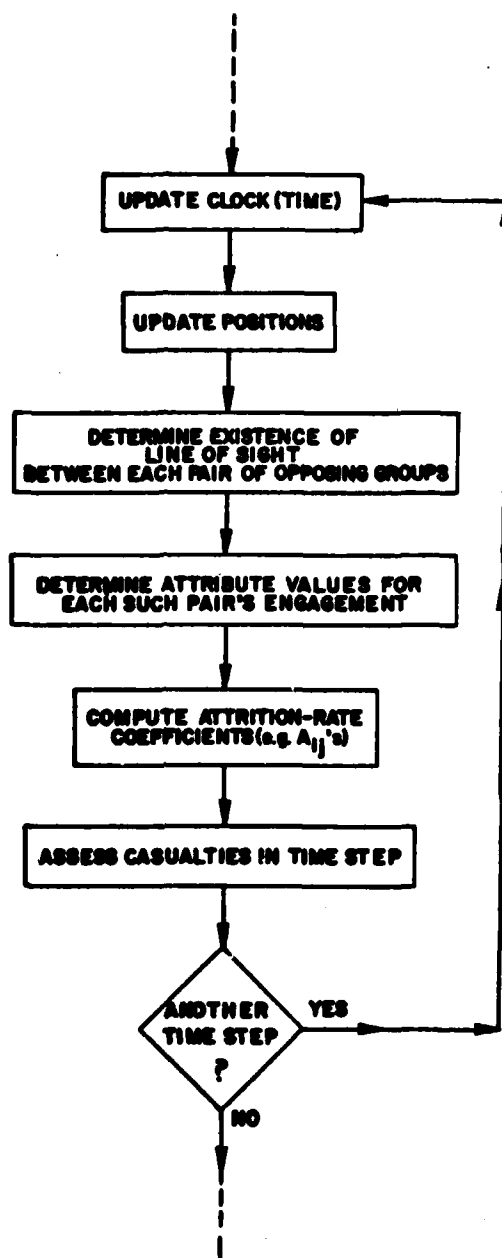 UPDATE CLOCK (TIME)
UPDATE POSITIONS
DETERMINE EXISTENCE OF
LINE OF SIGHT
BETWEEN EACH PAIR OF OPPOSING GROUPS
DETERMINE ATTRIBUTE VALUES FOR
EACH SUCH PAIR'S ENGAGEMENT
COMPUTE ATTRITION-RATE
COEFFICIENTS (e.g. Aij's)
ASSESS CASUALTIES IN TIME STEP
ANOTHER
TIME STEP
?
YES
NO